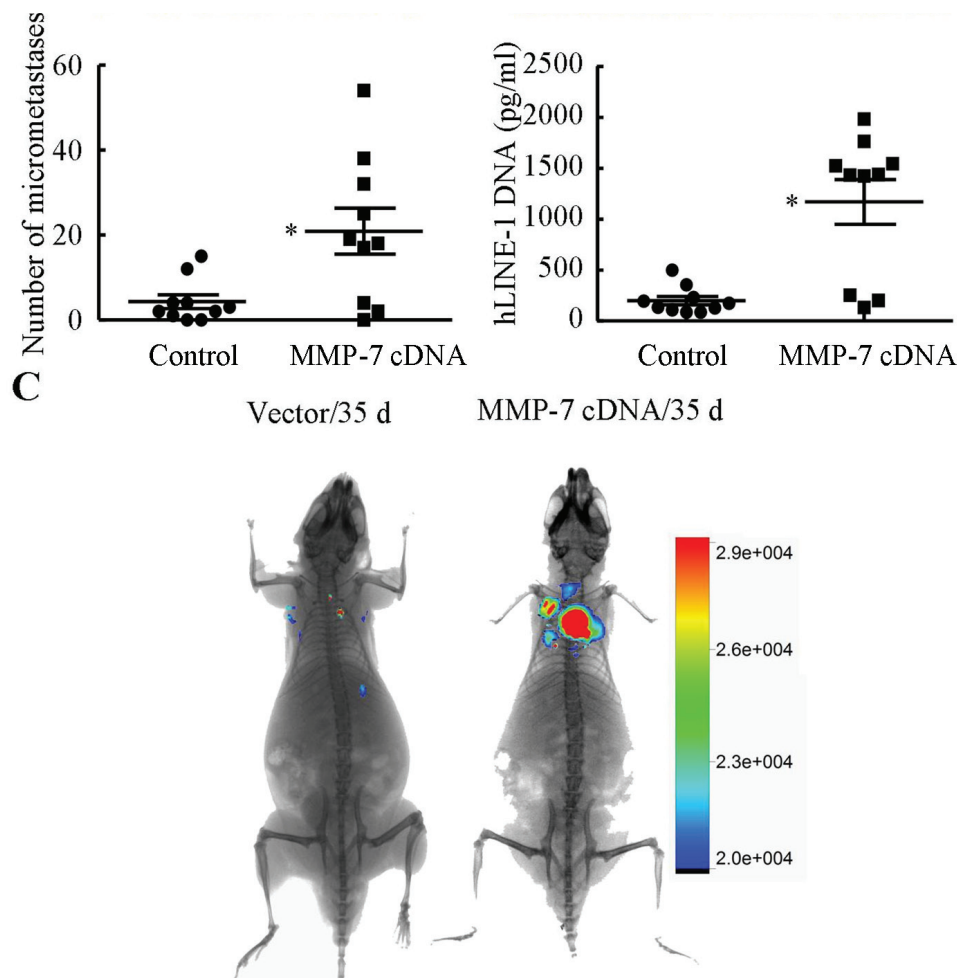 Number of micrometastases
60
40
20
0
*
Control
MMP-7 cDNA
hLINE-1 DNA (pg/ml)
2500
2000
1500
1000
500
0
*
Control
MMP-7 cDNA
C
Vector/35 d
MMP-7 cDNA/35 d
2.9e+004
2.6e+004
2.3e+004
2.0e+004